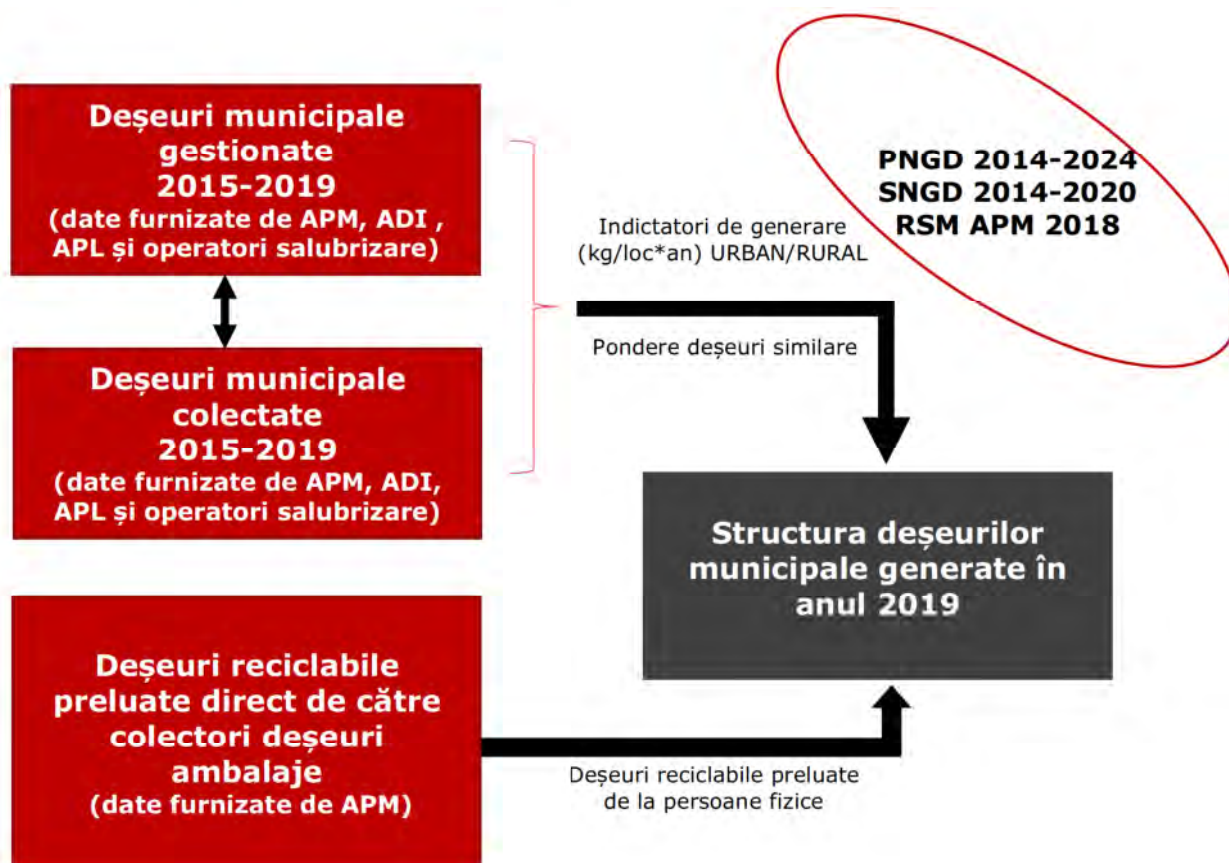 Deșeuri municipale
gestionate
2015-2019
(date furnizate de APM, ADI ,
APL și operatori salubrizare)
Deșeuri municipale
colectate
2015-2019
(date furnizate de APM, ADI,
APL și operatori salubrizare)
Deșeuri reciclabile
preluate direct de către
colectori deșeuri
ambalaje
(date furnizate de APM)
Indictatori de generare
(kg/loc*an) URBAN/RURAL
Pondere deșeuri similare
PNGD 2014-2024
SNGD 2014-2020
RSM APM 2018
Structura deșeurilor
municipale generate în
anul 2019
Deșeuri reciclabile preluate
de la persoane fizice